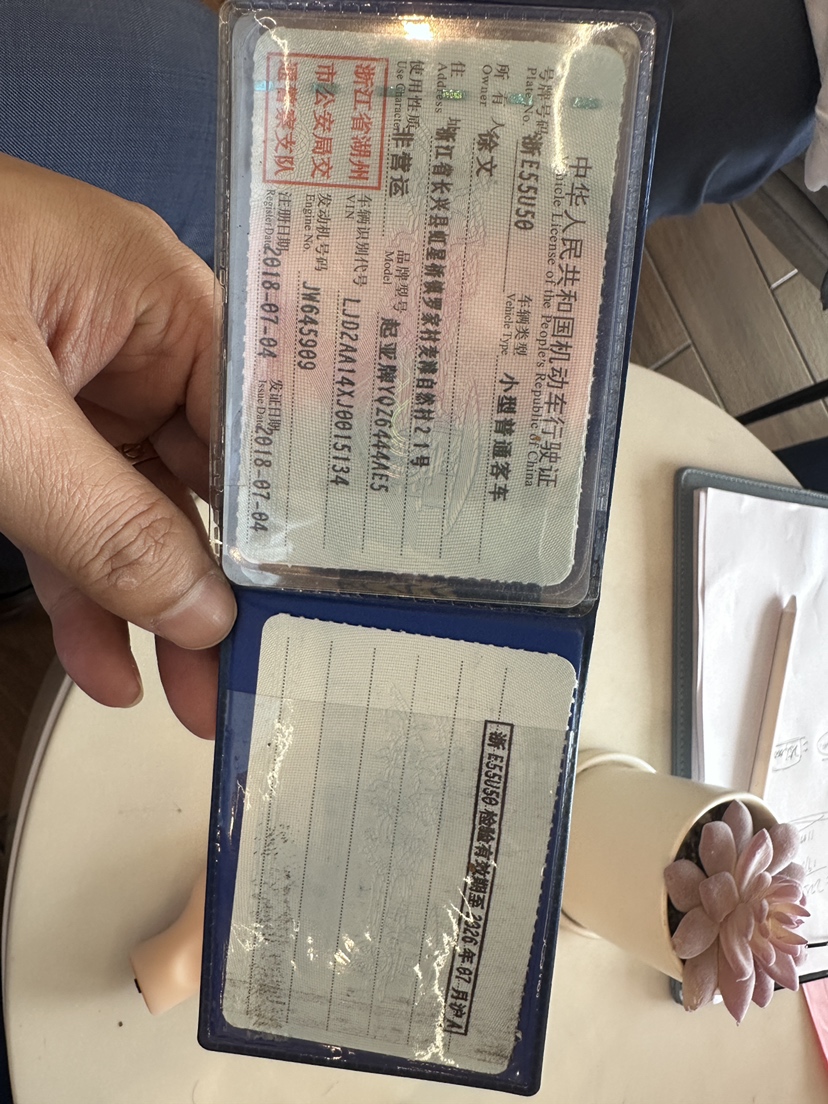 中华人民共和国机动车行驶证
Vehicle License of the People's Republic of China
号牌号码 浙E55U50 车辆类型 小型普通客车
Plate No. Vehicle Type
所有人 徐文
Owner
住址 浙江省长兴县虹星桥镇罗家村麦滩自然村21号
Address
使用性质 非营运 品牌型号 起亚牌YQZ6444AE5
Use Character Model
浙江省湖州
市公安局交
通警察支队
车辆识别代号 LJD2AA14XJ0015134
VIN
发动机号码 JW645909
Engine No.
注册日期 2018-07-04 发证日期 2018-07-04
Register Date Issue Date
浙E55U50 检验有效期至 2026年07月沪A